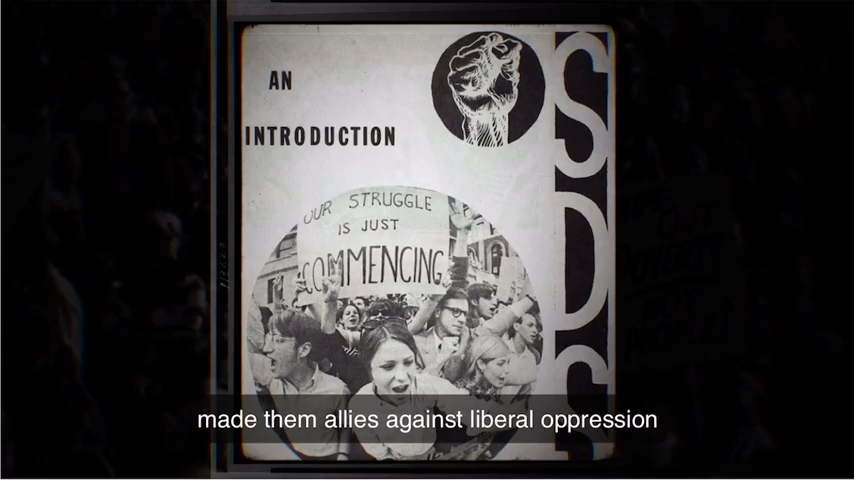 AN
INTRODUCTION
SDS
OUR STRUGGLE
IS JUST
COMMENCING
made them allies against liberal oppression